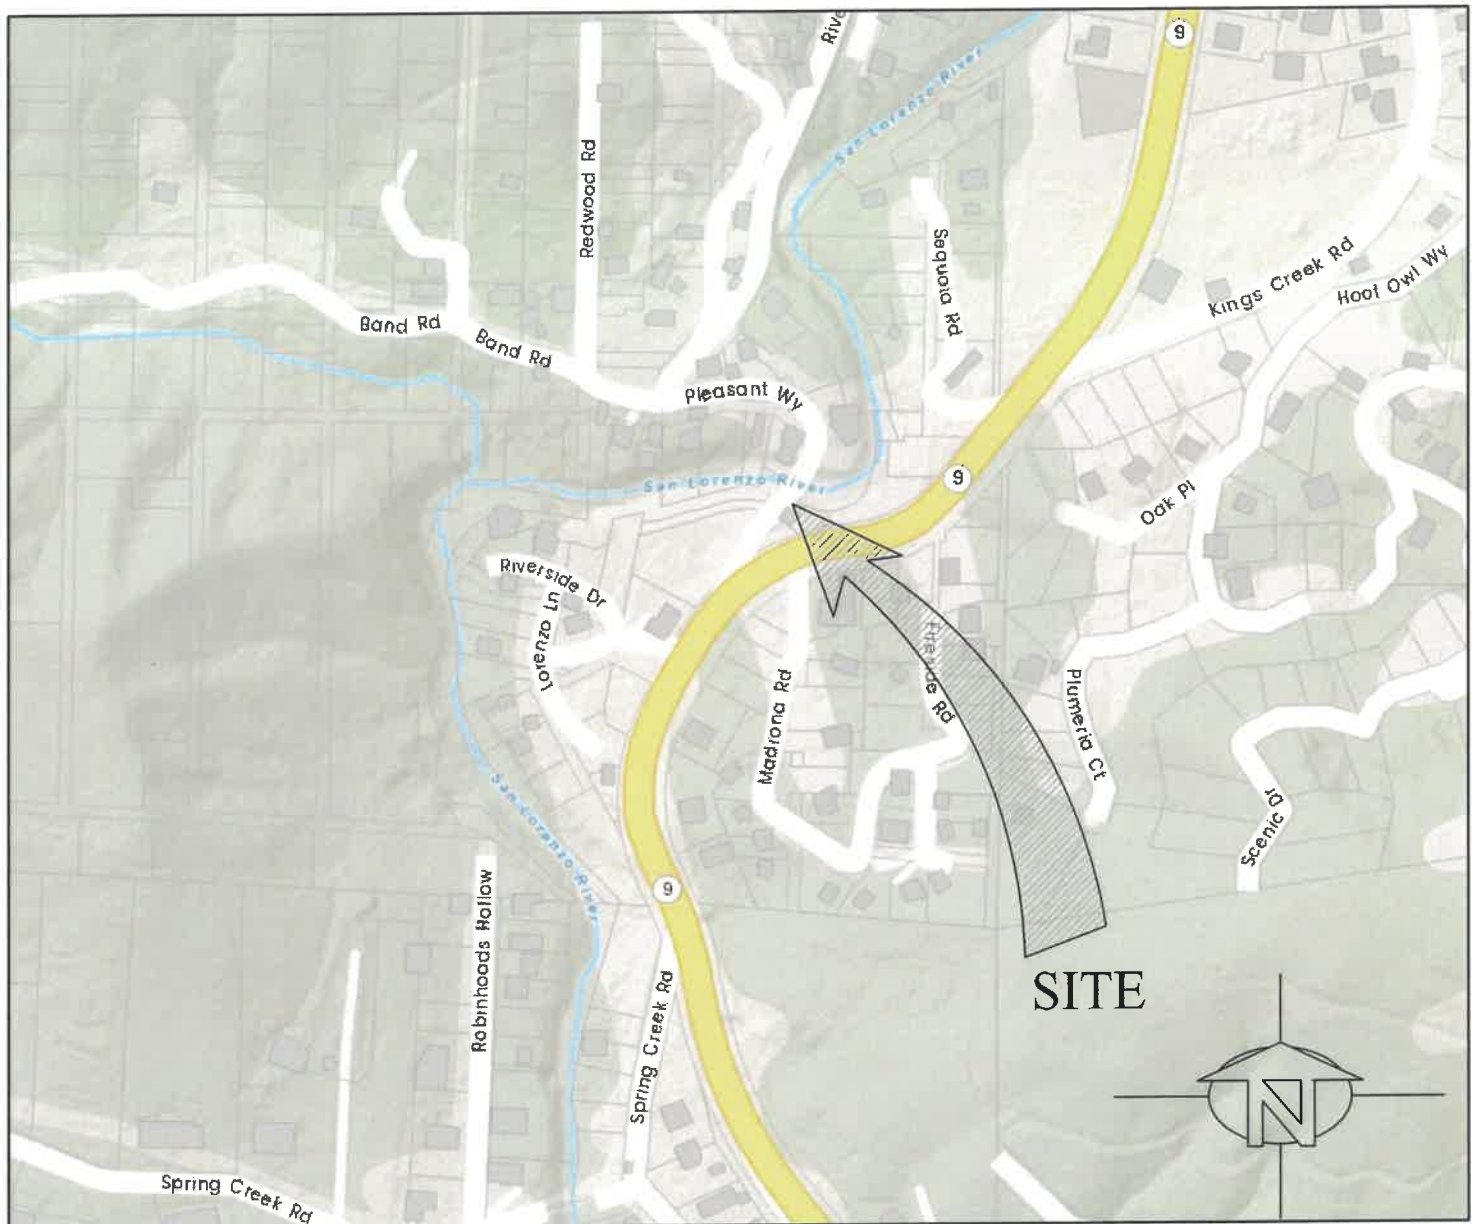 Rive
9
San Lorenzo River
Redwood Rd
Sequoia Rd
Kings Creek Rd
Hoot Owl Wy
Band Rd
Band Rd
Pleasant Wy
9
San Lorenzo River
Oak Pl
Riverside Dr
Lorenzo Ln
Madrona Rd
Rd
Plumeria Ct
San Lorenzo River
Scenic Dr
9
Robinhoods Hollow
Spring Creek Rd
SITE
N
Spring Creek Rd